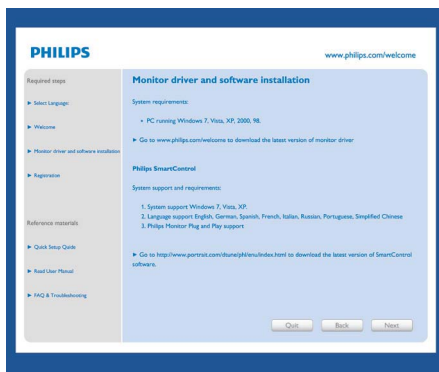 PHILIPS
www.philips.com/welcome
Required steps
► Select Language:
► Welcome
► Monitor driver and software installation
► Registration
Reference materials
► Quick Setup Guide
► Read User Manual
► FAQ & Troubleshooting
Monitor driver and software installation
System requirements:
• PC running Windows 7, Vista, XP, 2000, 98.
► Go to www.philips.com/welcome to download the latest version of monitor driver
Philips SmartControl
System support and requirements:
1. System support Windows 7, Vista, XP.
2. Language support English, German, Spanish, French, Italian, Russian, Portuguese, Simplified Chinese
3. Philips Monitor Plug and Play support
► Go to http://www.portrait.com/dtune/phl/enu/index.html to download the latest version of SmartControl
software.
Quit
Back
Next